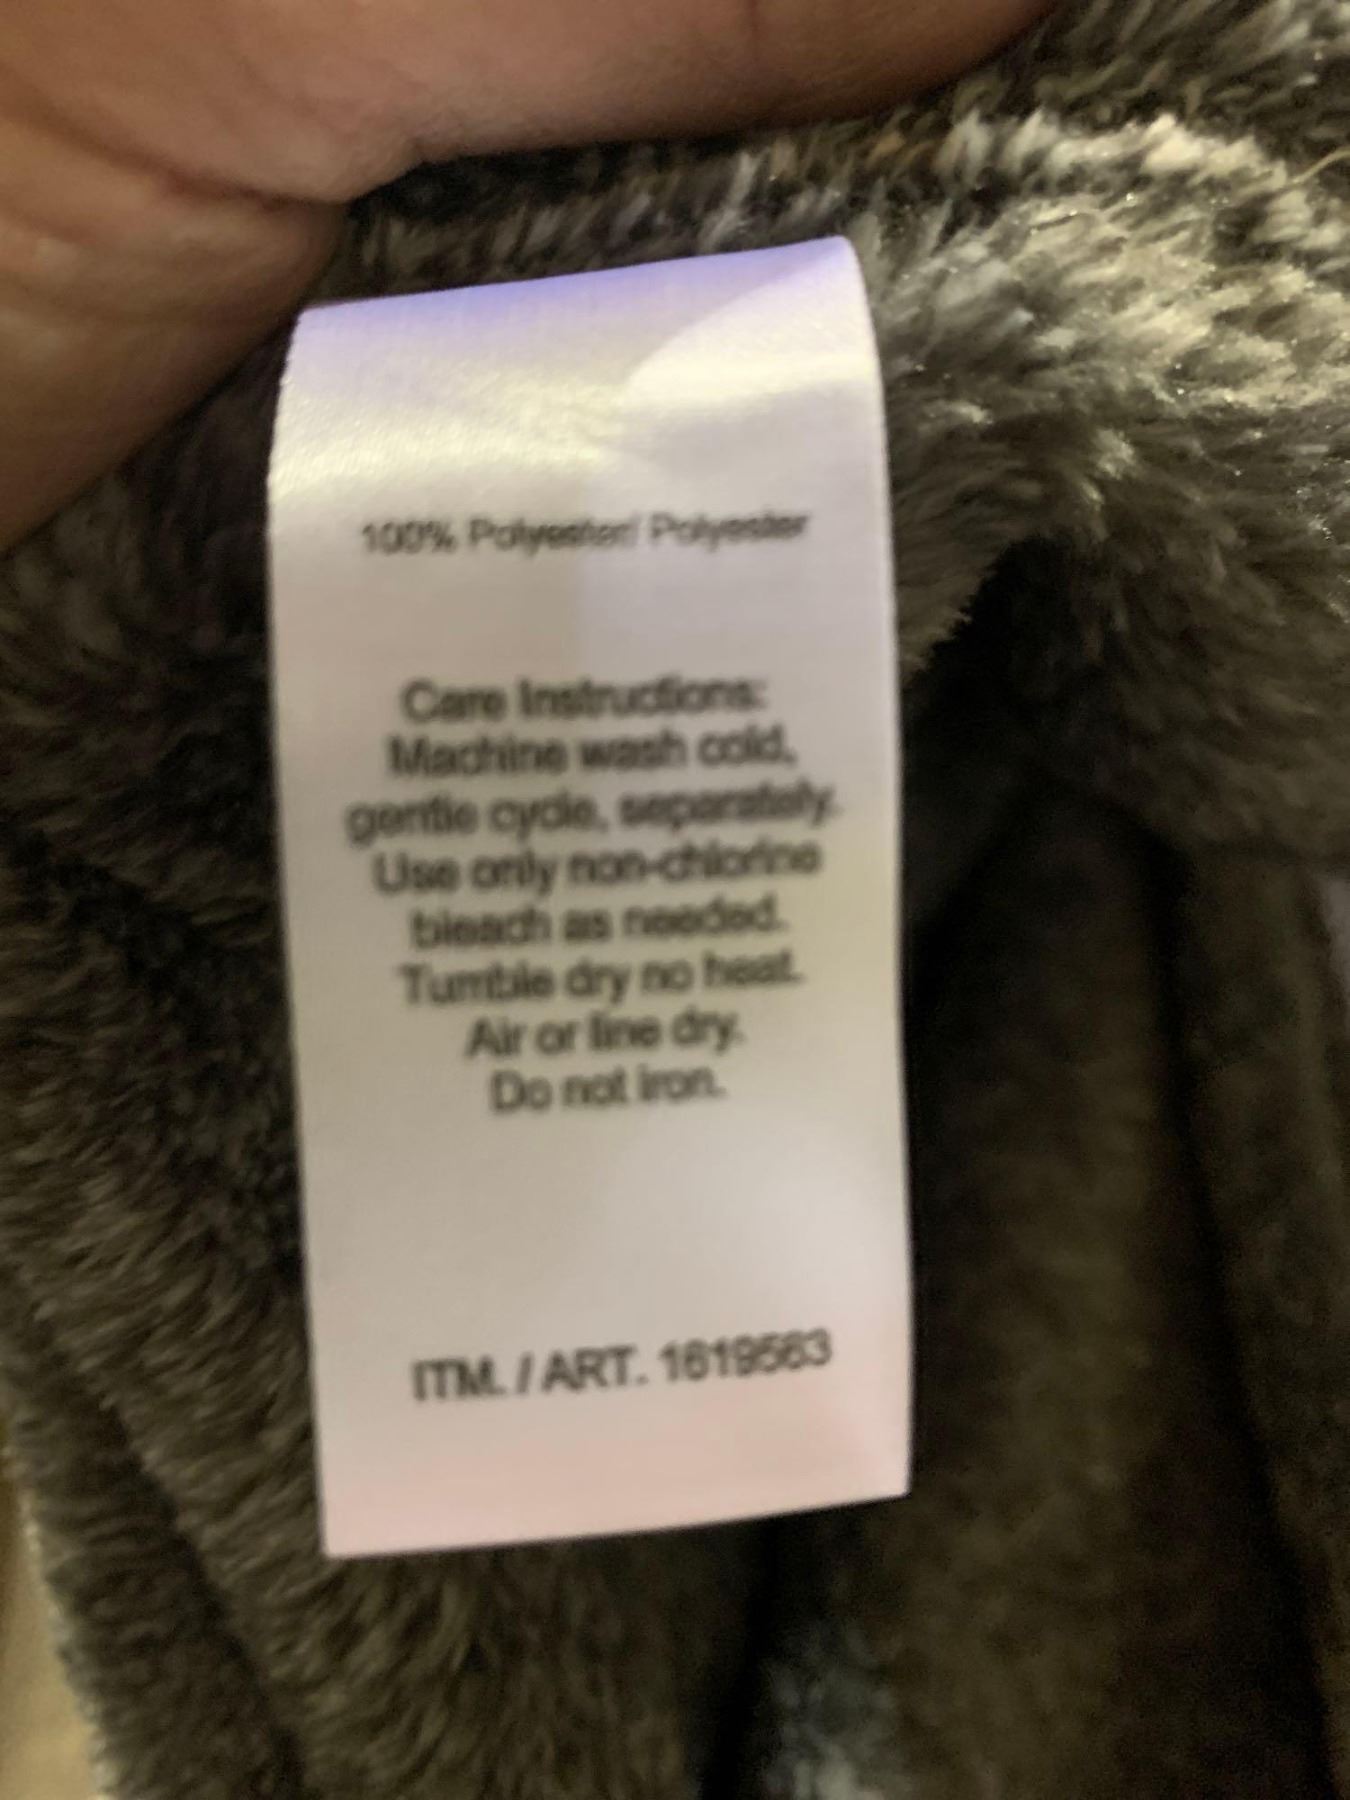 100% Polyester/ Polyester
Care Instructions:
Machine wash cold,
gentle cycle, separately.
Use only non-chlorine
bleach as needed.
Tumble dry no heat.
Air or line dry.
Do not iron.
ITM. / ART. 1619563